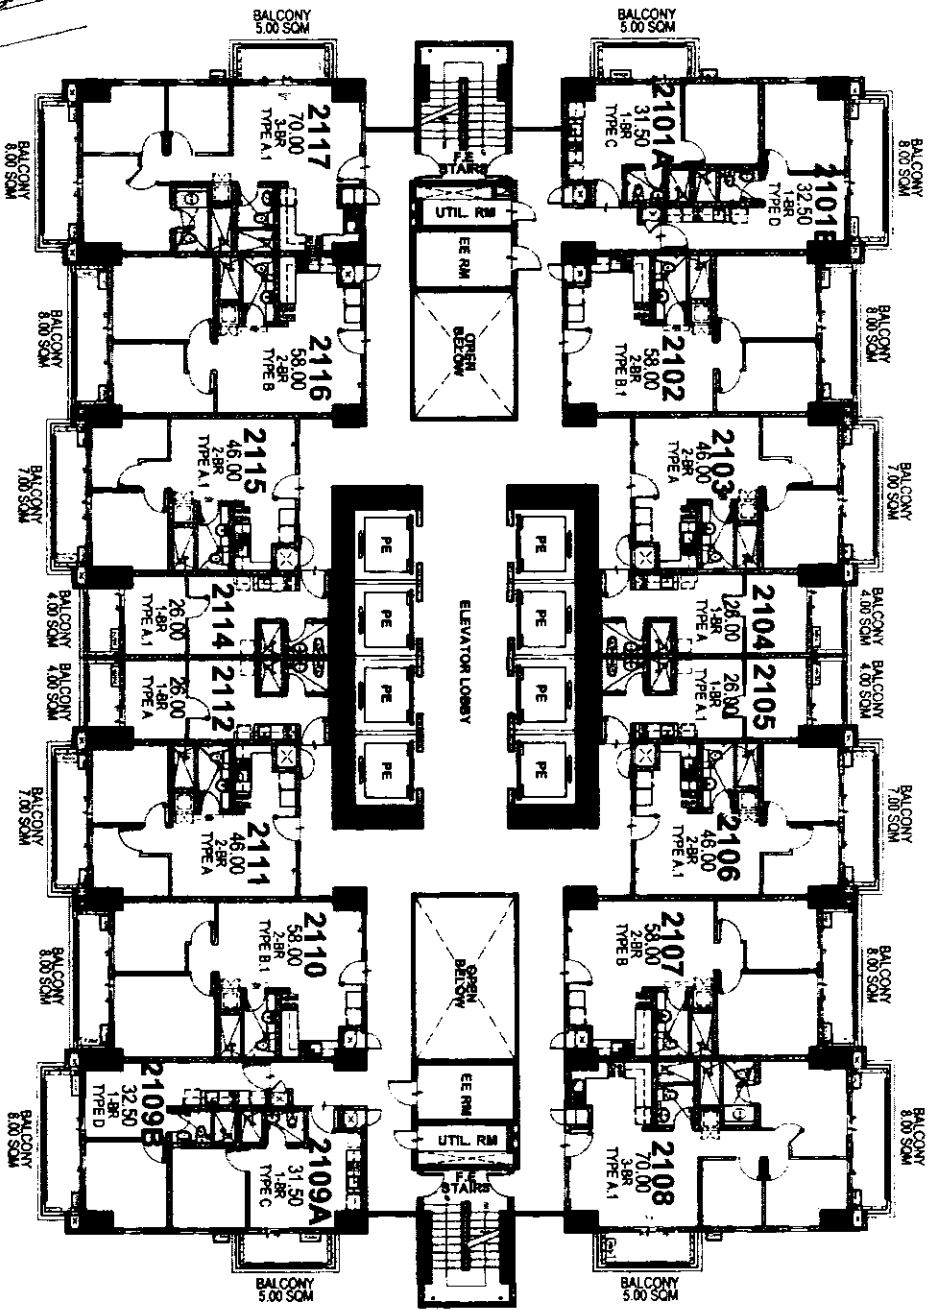 BALCONY
5.00 SQM
BALCONY
5.00 SQM
2117
70.00
3-BR
TYPE A.1
F.E
STAIRS
2101A
31.50
1-BR
TYPE C
2101B
32.50
1-BR
TYPE D
BALCONY
8.00 SQM
BALCONY
8.00 SQM
UTIL. RM
EE RM
OPEN
BELOW
2116
58.00
2-BR
TYPE B
2102
58.00
2-BR
TYPE B.1
BALCONY
8.00 SQM
BALCONY
8.00 SQM
2115
46.00
2-BR
TYPE A.1
2103
46.00
2-BR
TYPE A
BALCONY
7.00 SQM
BALCONY
7.00 SQM
PE
PE
PE
PE
PE
PE
PE
PE
ELEVATOR LOBBY
2114
26.00
1-BR
TYPE A.1
2104
26.00
1-BR
TYPE A
BALCONY
4.00 SQM
BALCONY
4.00 SQM
2112
26.00
1-BR
TYPE A
2105
26.00
1-BR
TYPE A.1
BALCONY
4.00 SQM
BALCONY
4.00 SQM
2111
46.00
2-BR
TYPE A
2106
46.00
2-BR
TYPE A.1
BALCONY
7.00 SQM
BALCONY
7.00 SQM
2110
58.00
2-BR
TYPE B.1
OPEN
BELOW
2107
58.00
2-BR
TYPE B
BALCONY
8.00 SQM
BALCONY
8.00 SQM
2109B
32.50
1-BR
TYPE D
2109A
31.50
1-BR
TYPE C
EE RM
UTIL. RM
F.E
STAIRS
2108
70.00
3-BR
TYPE A.1
BALCONY
8.00 SQM
BALCONY
8.00 SQM
BALCONY
5.00 SQM
BALCONY
5.00 SQM